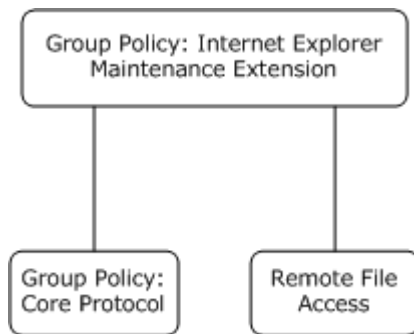 Group Policy: Internet Explorer
Maintenance Extension
Group Policy:
Core Protocol
Remote File
Access